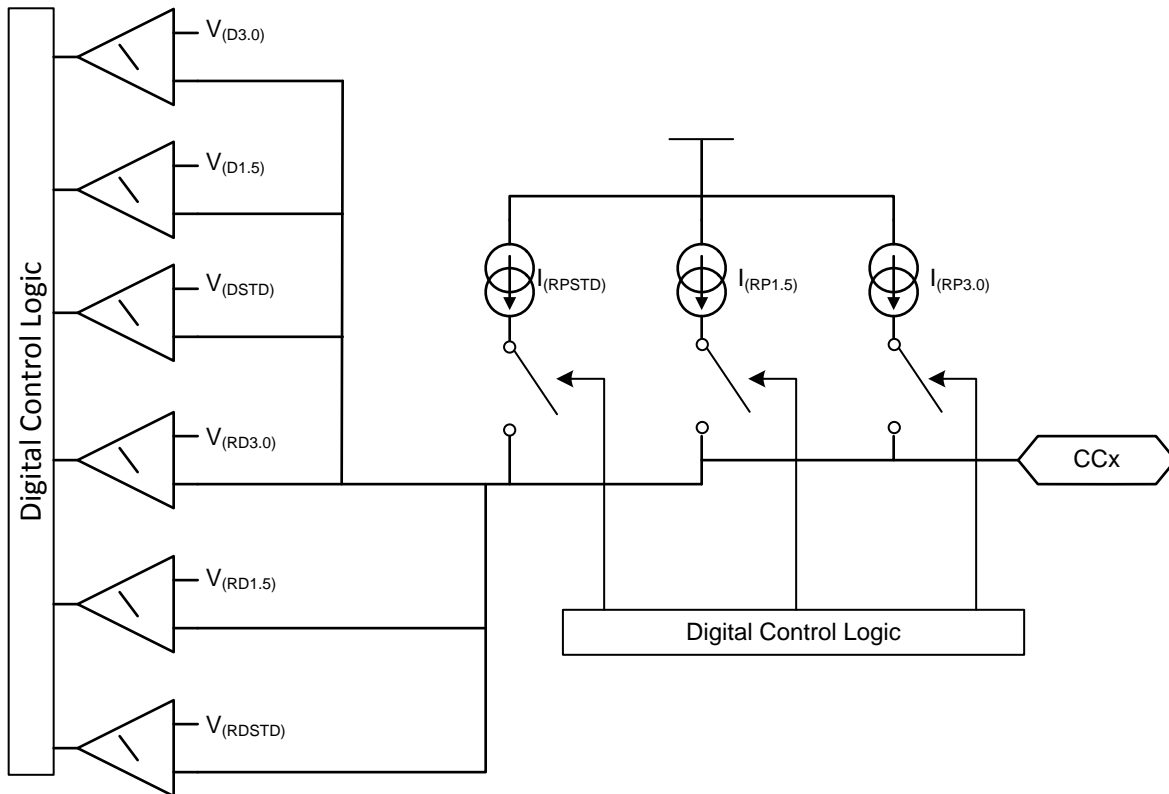 V(D3.0)
V(D1.5)
V(DSTD)
V(RD3.0)
V(RD1.5)
V(RDSTD)
Digital Control Logic
I(RPSTD)
I(RP1.5)
I(RP3.0)
CCx
Digital Control Logic